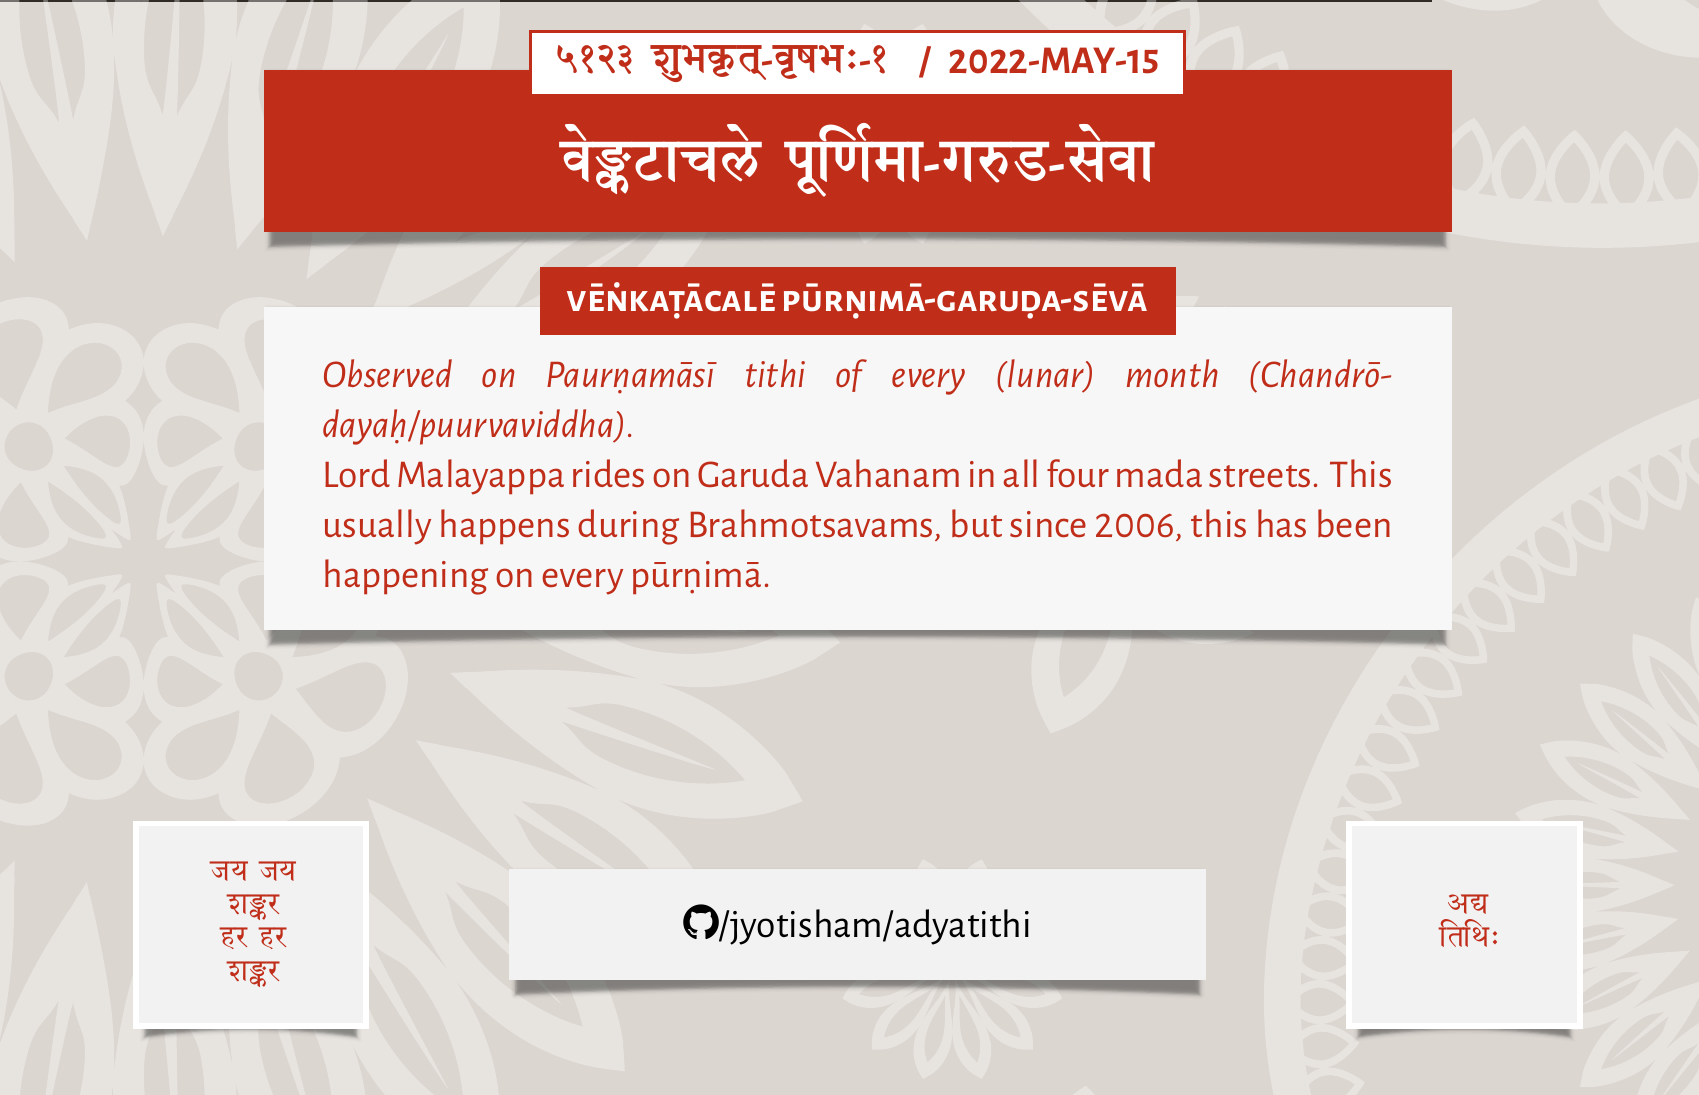 ५१२३ शुभकृत्-वृषभः-१ / 2022-MAY-15
वेङ्कटाचले पूर्णिमा-गरुड-सेवा
VĒṄKAṬĀCALĒ PŪRṆIMĀ-GARUḌA-SĒVĀ
Observed on Paurṇamāsī tithi of every (lunar) month (Chandrō-
dayaḥ/puurvaviddha).
Lord Malayappa rides on Garuda Vahanam in all four mada streets. This
usually happens during Brahmotsavams, but since 2006, this has been
happening on every pūrṇimā.
जय जय
शङ्कर
हर हर
शङ्कर
/jyotisham/adyatithi
अद्य
तिथिः